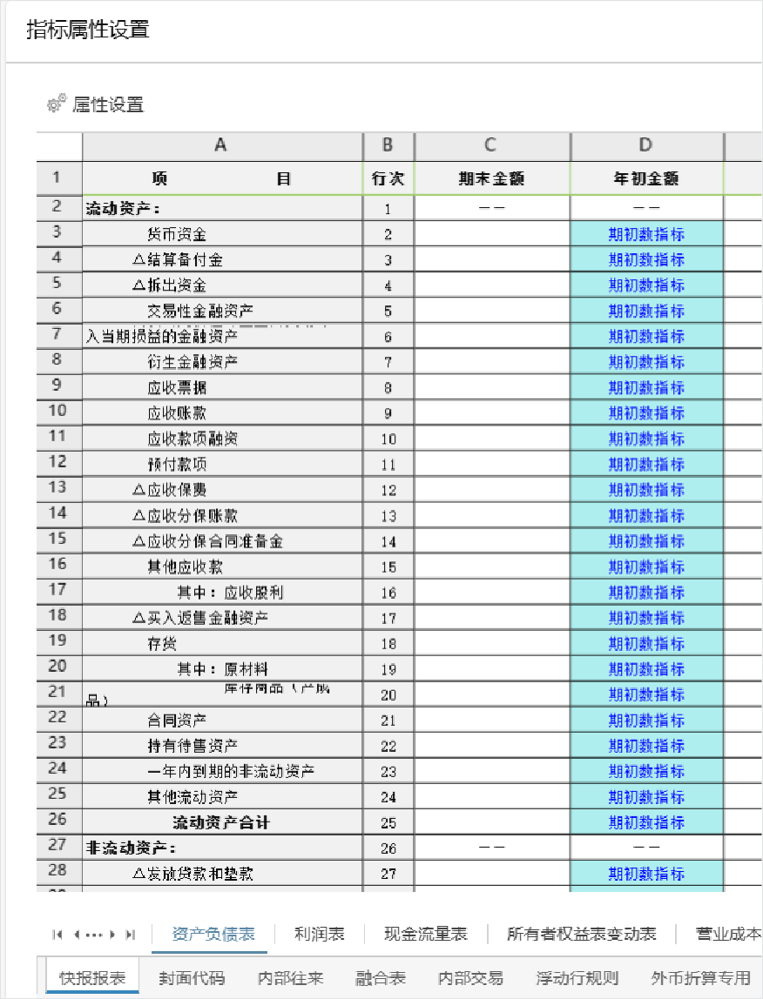 指标属性设置
属性设置
A B C D
1 项 目 行次 期末金额 年初金额
2 流动资产： 1 —— ——
3 货币资金 2 期初数指标
4 △结算备付金 3 期初数指标
5 △拆出资金 4 期初数指标
6 交易性金融资产 5 期初数指标
7 入当期损益的金融资产 6 期初数指标
8 衍生金融资产 7 期初数指标
9 应收票据 8 期初数指标
10 应收账款 9 期初数指标
11 应收款项融资 10 期初数指标
12 预付款项 11 期初数指标
13 △应收保费 12 期初数指标
14 △应收分保账款 13 期初数指标
15 △应收分保合同准备金 14 期初数指标
16 其他应收款 15 期初数指标
17 其中：应收股利 16 期初数指标
18 △买入返售金融资产 17 期初数指标
19 存货 18 期初数指标
20 其中：原材料 19 期初数指标
21 库存商品（产成品） 20 期初数指标
22 合同资产 21 期初数指标
23 持有待售资产 22 期初数指标
24 一年内到期的非流动资产 23 期初数指标
25 其他流动资产 24 期初数指标
26 流动资产合计 25 期初数指标
27 非流动资产： 26 —— ——
28 △发放贷款和垫款 27 期初数指标
资产负债表 利润表 现金流量表 所有者权益表变动表 营业成本
快报报表 封面代码 内部往来 融合表 内部交易 浮动行规则 外币折算专用